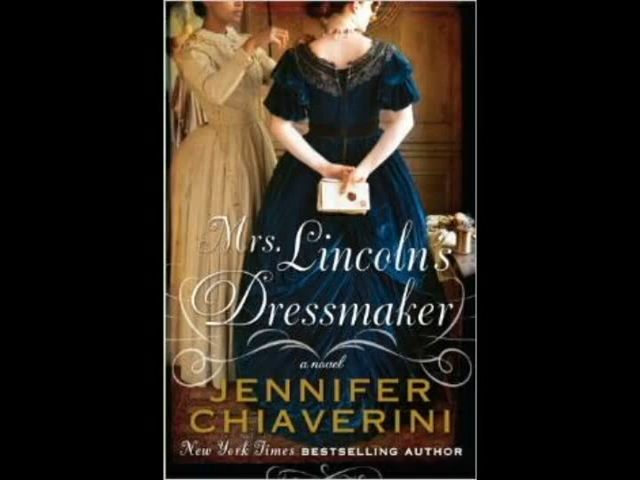 Mrs. Lincoln's
Dressmaker
a novel
JENNIFER
CHIAVERINI
New York Times BESTSELLING AUTHOR